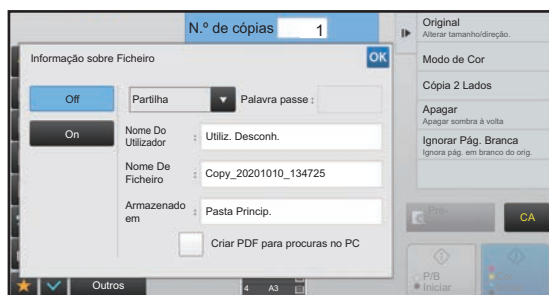 N.º de cópias 1
Informação sobre Ficheiro
OK
Off
On
Partilha
Palavra passe :
Nome Do Utilizador : Utiliz. Desconh.
Nome De Ficheiro : Copy_20201010_134725
Armazenado em : Pasta Princip.
Criar PDF para procuras no PC
Outros
4 A3
Original
Alterar tamanho/direção.
Modo de Cor
Cópia 2 Lados
Apagar
Apagar sombra à volta
Ignorar Pág. Branca
Ignora pág. em branco do orig.
CA
P/B
Iniciar